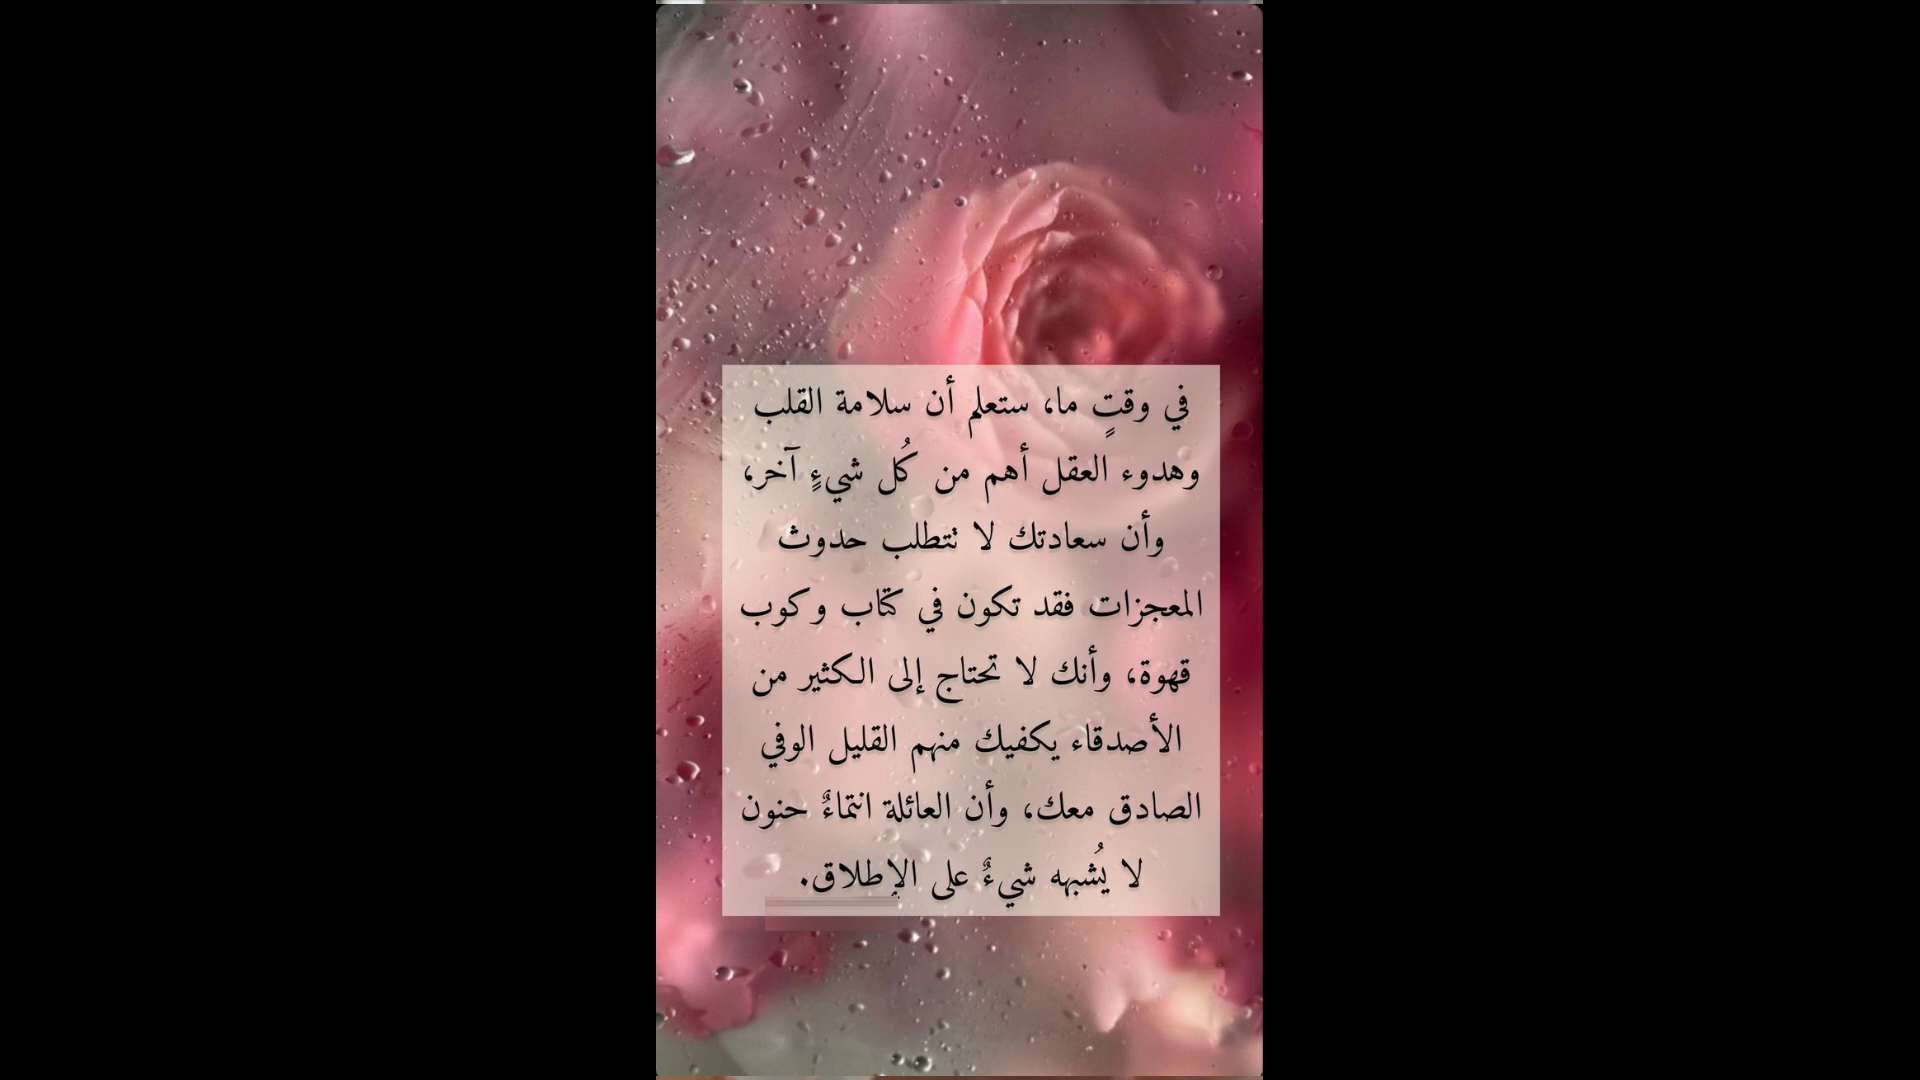 في وقتٍ ما، ستعلم أن سلامة القلب
وهدوء العقل أهم من كُل شيءٍ آخر،
وأن سعادتك لا تتطلب حدوث
المعجزات فقد تكون في كتاب وكوب
قهوة، وأنك لا تحتاج إلى الكثير من
الأصدقاء يكفيك منهم القليل الوفي
الصادق معك، وأن العائلة انتماءٌ حنون
لا يُشبهه شيءٌ على الإطلاق.